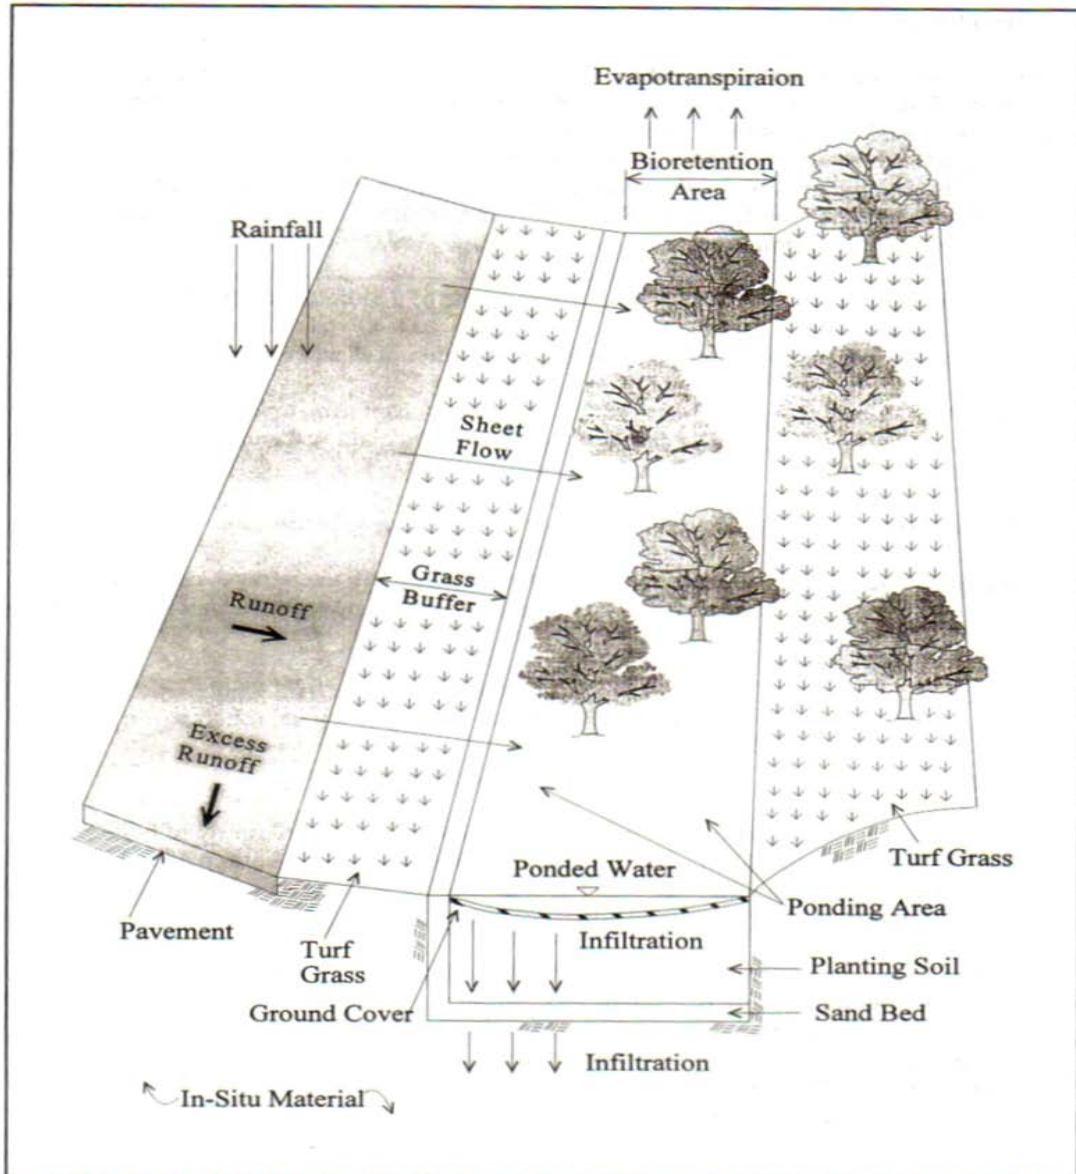 Evapotranspiraion
Bioretention
Area
Rainfall
Sheet
Flow
Grass
Buffer
Runoff
Excess
Runoff
Ponded Water
Turf Grass
Ponding Area
Pavement
Turf
Grass
Infiltration
Planting Soil
Ground Cover
Sand Bed
Infiltration
In-Situ Material